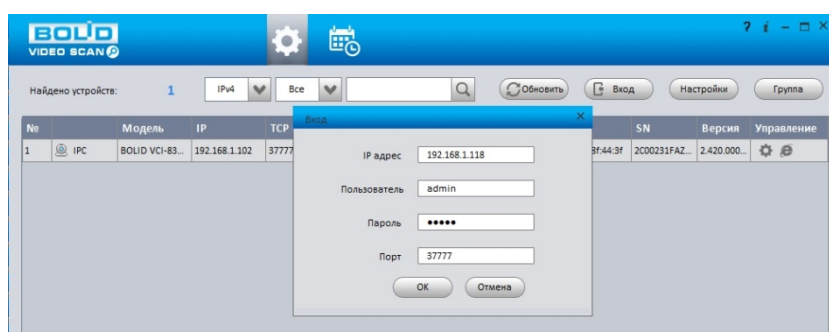 BOLID
VIDEO SCAN
? i
Найдено устройств: 1 IPv4 Все Обновить Вход Настройки Группа
№ Модель IP TCP SN Версия Управление
1 IPC BOLID VCI-83... 192.168.1.102 37777 3f:44:3f 2C00231FAZ... 2.420.000...
Вход
IP адрес 192.168.1.118
Пользователь admin
Пароль •••••
Порт 37777
OK Отмена